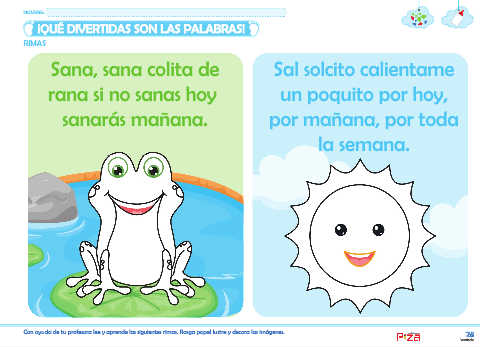 NOMBRE:
¡QUÉ DIVERTIDAS SON LAS PALABRAS!
RIMAS
Sana, sana colita de
rana si no sanas hoy
sanarás mañana.
Sal solcito calientame
un poquito por hoy,
por mañana, por toda
la semana.
Con ayuda de tu profesora lee y aprende las siguientes rimas. Rasga papel lustre y decora las imágenes.